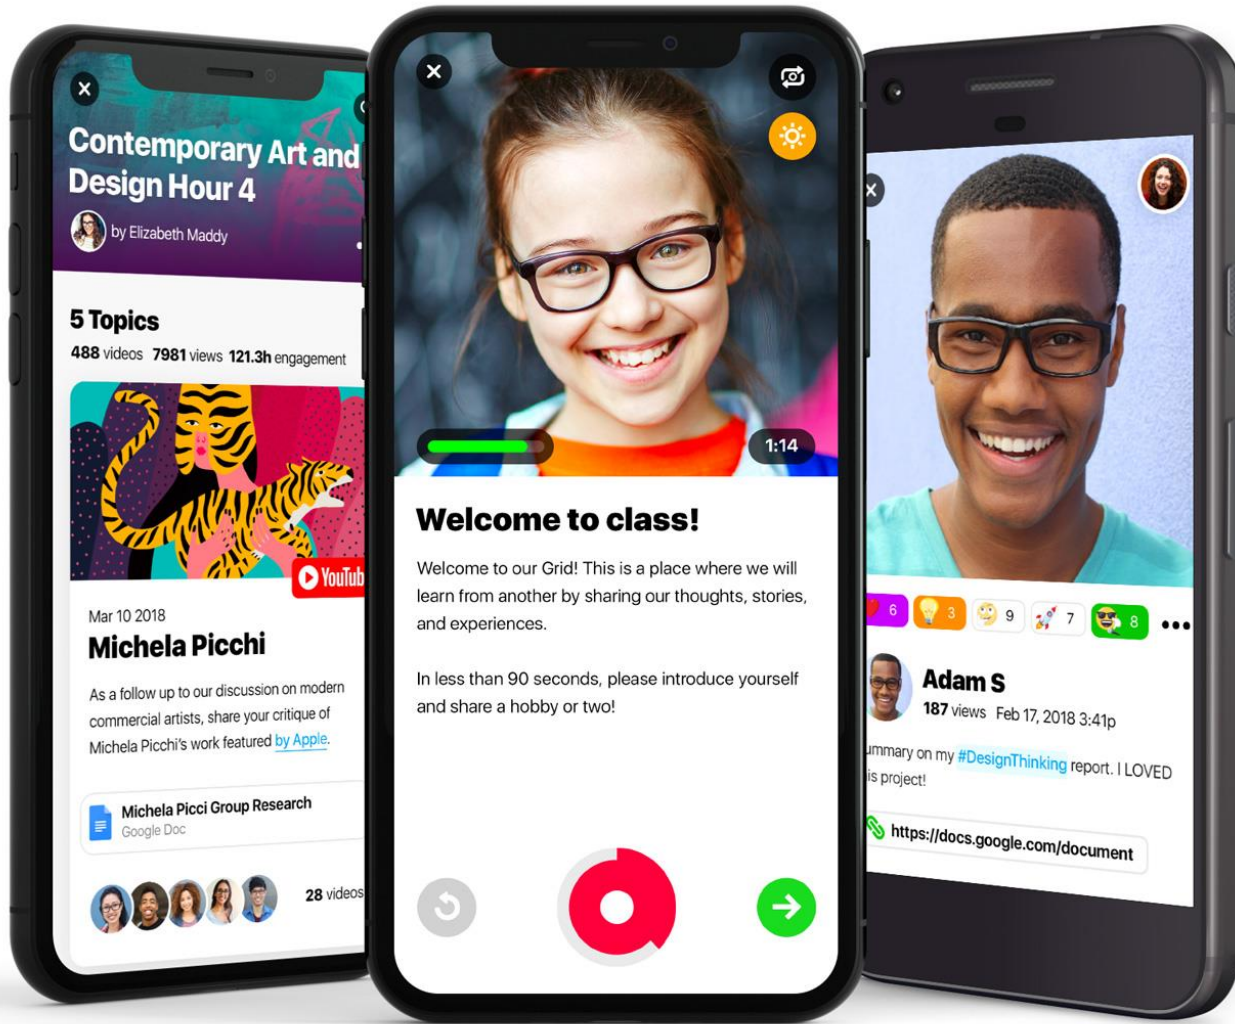 Contemporary Art and
Design Hour 4
by Elizabeth Maddy
5 Topics
488 videos 7981 views 121.3h engagement
YouTub
Mar 10 2018
Michela Picchi
As a follow up to our discussion on modern
commercial artists, share your critique of
Michela Picchi's work featured by Apple.
Michela Picci Group Research
Google Doc
28 videos
1:14
Welcome to class!
Welcome to our Grid! This is a place where we will
learn from another by sharing our thoughts, stories,
and experiences.
In less than 90 seconds, please introduce yourself
and share a hobby or two!
6 3 9 7 8
Adam S
187 views Feb 17, 2018 3:41p
ummary on my #DesignThinking report. I LOVED
is project!
https://docs.google.com/document